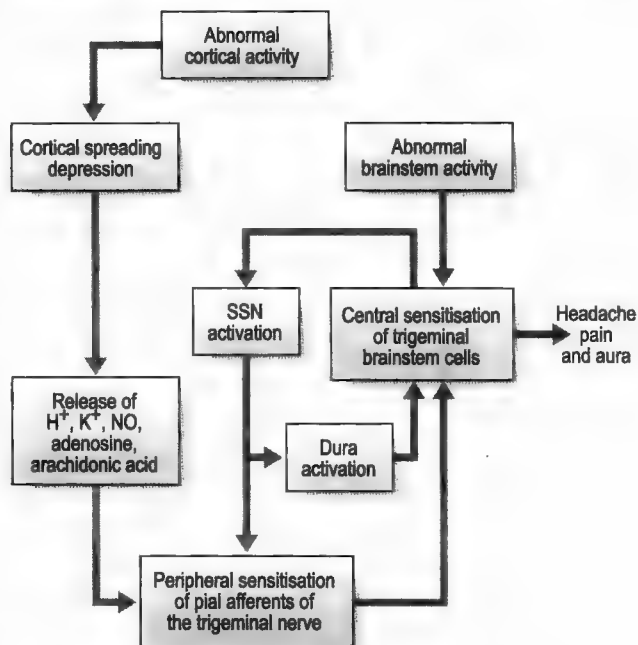 Abnormal
cortical activity
Cortical spreading
depression
Abnormal
brainstem activity
SSN
activation
Central sensitisation
of trigeminal
brainstem cells
Headache
pain
and aura
Release of
H⁺, K⁺, NO,
adenosine,
arachidonic acid
Dura
activation
Peripheral sensitisation
of pial afferents of
the trigeminal nerve